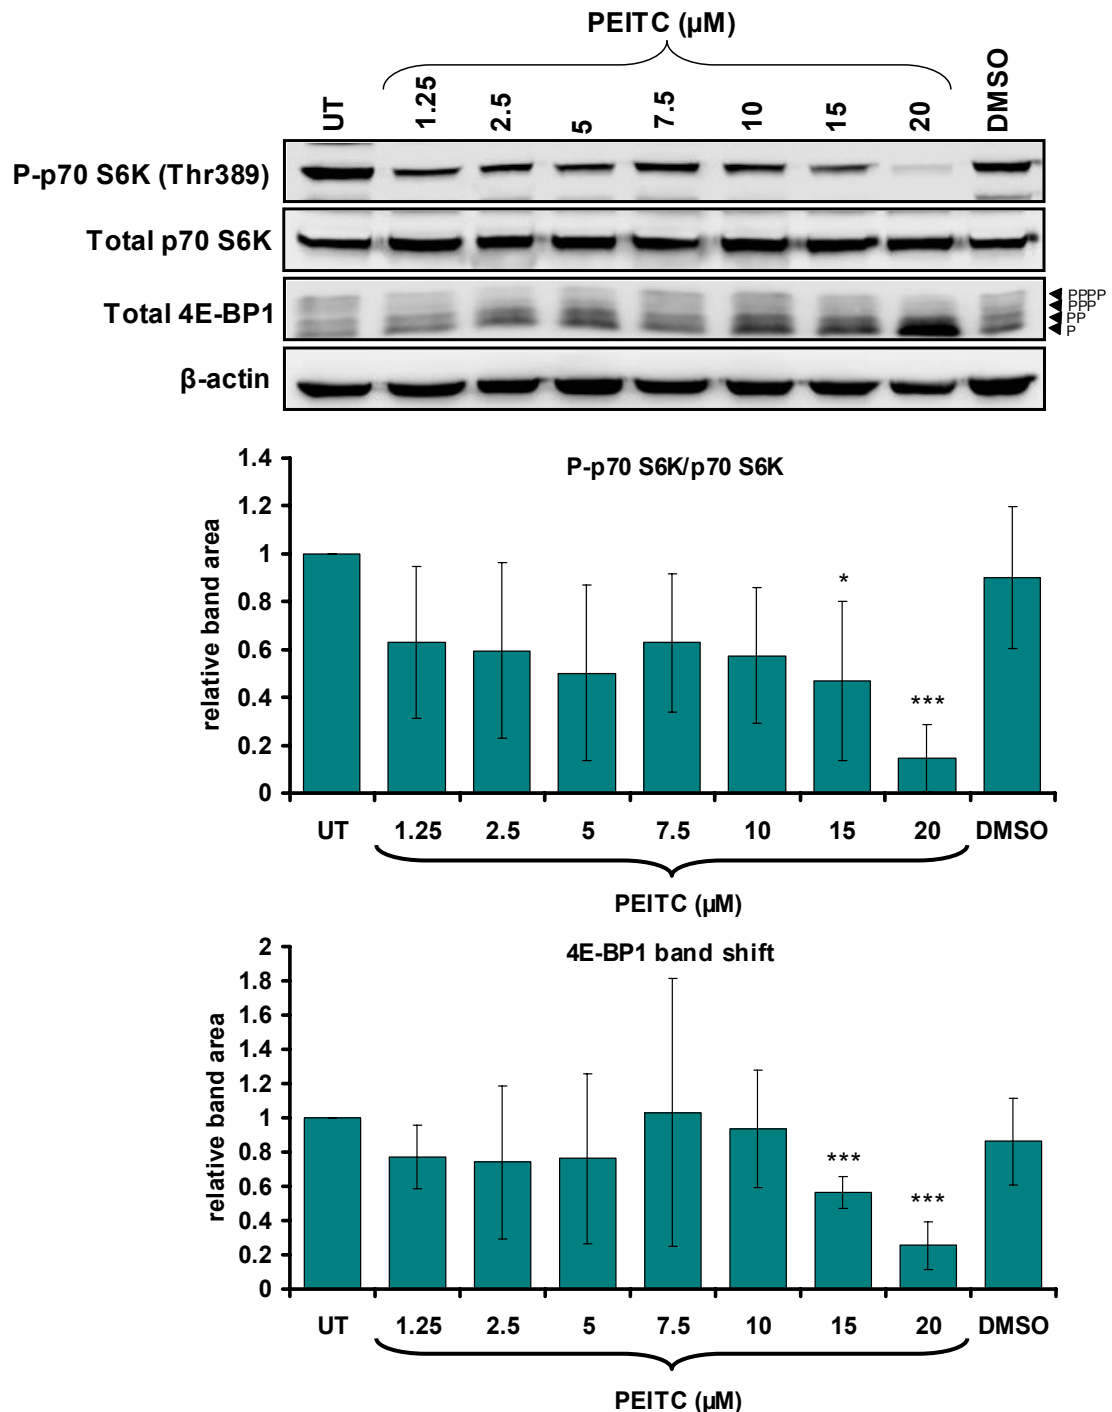 PEITC (µM)
UT 1.25 2.5 5 7.5 10 15 20 DMSO
P-p70 S6K (Thr389)
Total p70 S6K
Total 4E-BP1
PPPP
PPP
PP
P
β-actin
P-p70 S6K/p70 S6K
relative band area
1.4
1.2
1
0.8
0.6
0.4
0.2
0
*
***
UT 1.25 2.5 5 7.5 10 15 20 DMSO
PEITC (µM)
4E-BP1 band shift
relative band area
2
1.8
1.6
1.4
1.2
1
0.8
0.6
0.4
0.2
0
***
***
UT 1.25 2.5 5 7.5 10 15 20 DMSO
PEITC (µM)